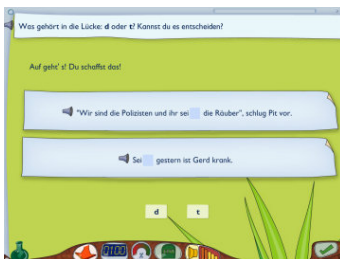 Was gehört in die Lücke: d oder t? Kannst du es entscheiden?
Auf geht' s! Du schaffst das!
"Wir sind die Polizisten und ihr sei die Räuber", schlug Pit vor.
Sei gestern ist Gerd krank.
d t